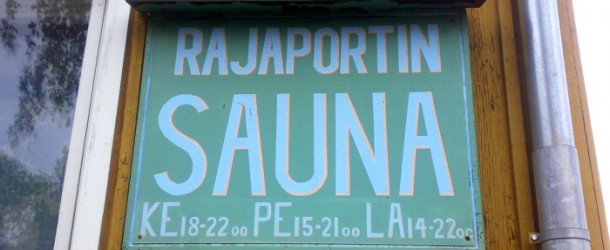 RAJAPORTIN
SAUNA
KE 18-22 00 PE 15-21 00 LA 14-22 00